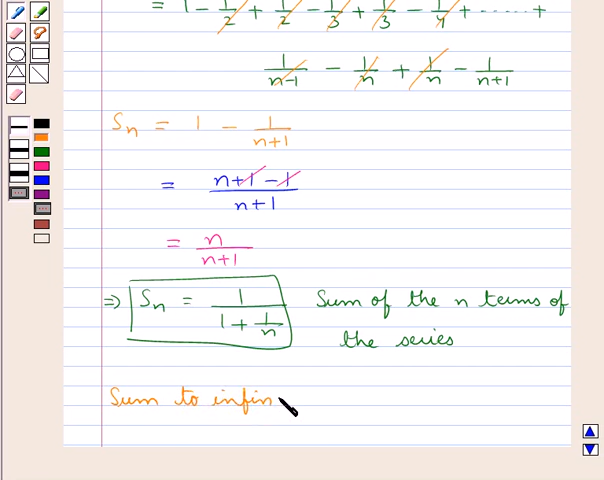 = 1 - 1/2 + 1/2 - 1/3 + 1/3 - 1/4 + ...... +
1/(n-1) - 1/n + 1/n - 1/(n+1)
Sn = 1 - 1/(n+1)
= (n+1-1)/(n+1)
= n/(n+1)
⇒ Sn = 1/(1 + 1/n) Sum of the n terms of
the series
Sum to infin